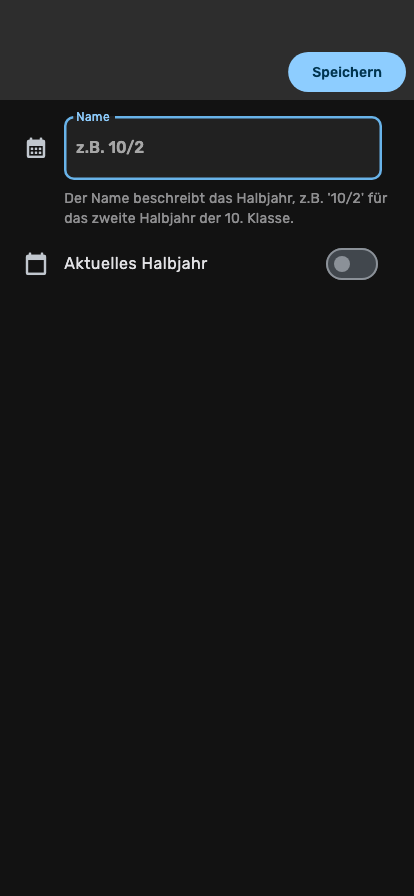 Speichern
Name
z.B. 10/2
Der Name beschreibt das Halbjahr, z.B. '10/2' für
das zweite Halbjahr der 10. Klasse.
Aktuelles Halbjahr